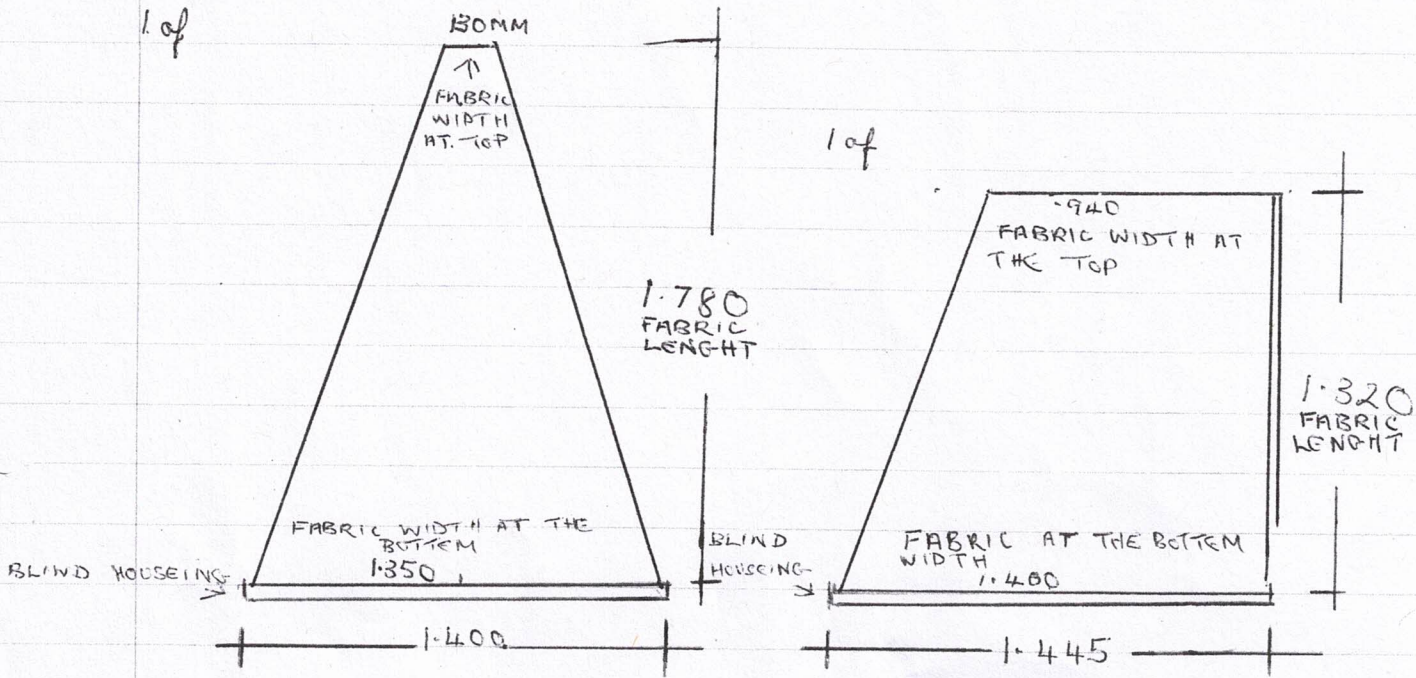 1 of
130MM
FABRIC
WIDTH
AT. TOP
1.780
FABRIC
LENGHT
FABRIC WIDTH AT THE
BOTTEM
1.350
BLIND HOUSEING
1.400
1 of
.940
FABRIC WIDTH AT
THE TOP
1.320
FABRIC
LENGHT
BLIND
HOUSEING
FABRIC AT THE BOTTEM
WIDTH
1.400
1.445